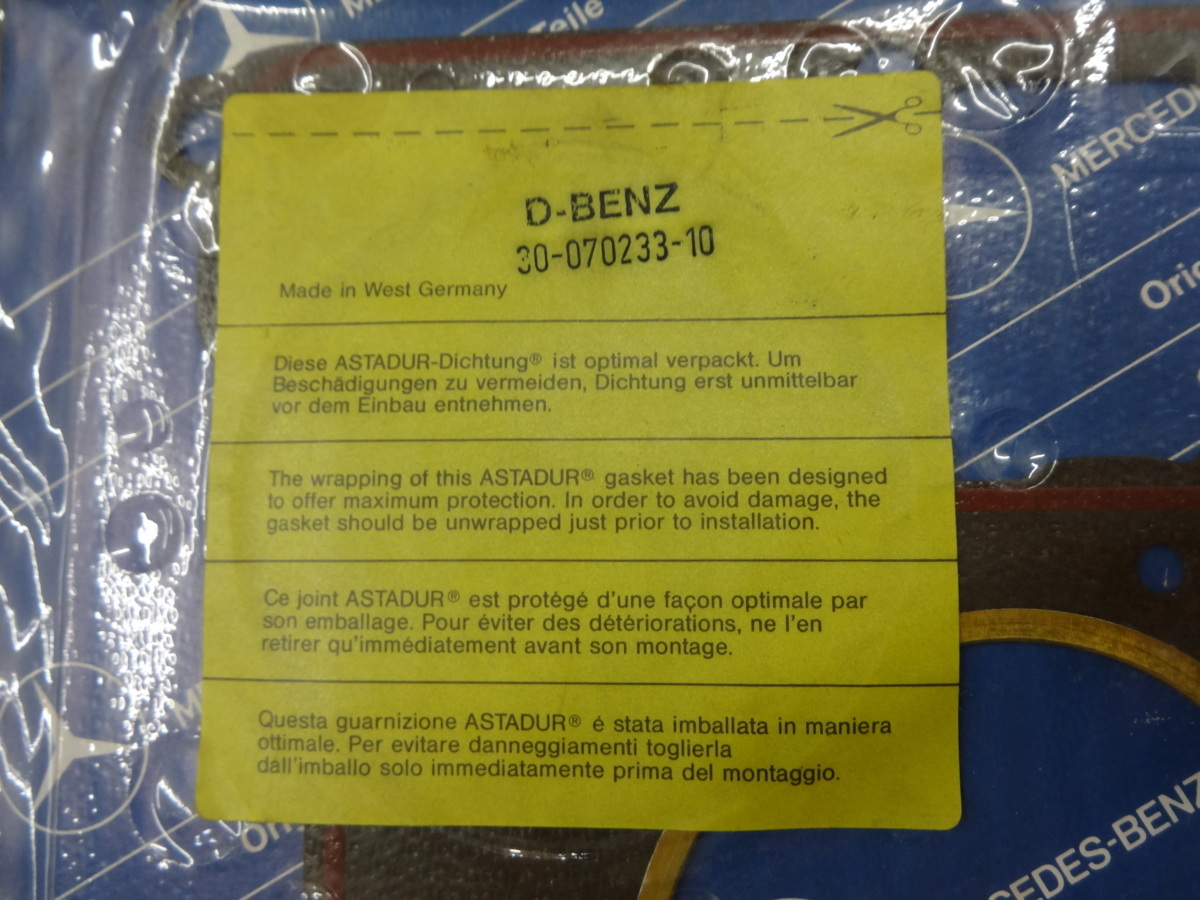 Teile
MERCED
D-BENZ
30-070233-10
Made in West Germany
Diese ASTADUR-Dichtung® ist optimal verpackt. Um
Beschädigungen zu vermeiden, Dichtung erst unmittelbar
vor dem Einbau entnehmen.
The wrapping of this ASTADUR® gasket has been designed
to offer maximum protection. In order to avoid damage, the
gasket should be unwrapped just prior to installation.
Ce joint ASTADUR® est protégé d'une façon optimale par
son emballage. Pour éviter des détériorations, ne l'en
retirer qu'immédiatement avant son montage.
Questa guarnizione ASTADUR® é stata imballata in maniera
ottimale. Per evitare danneggiamenti toglierla
dall'imballo solo immediatamente prima del montaggio.
Orig
CEDES-BENZ